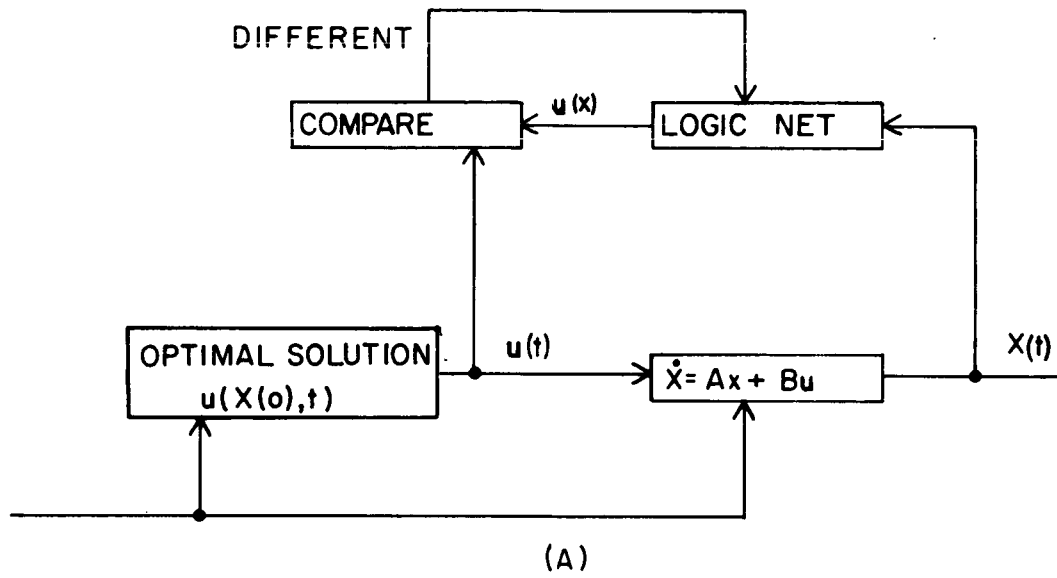 DIFFERENT
COMPARE
u(x)
LOGIC NET
OPTIMAL SOLUTION
u(X(o),t)
u(t)
Ẋ = Ax + Bu
X(t)
(A)